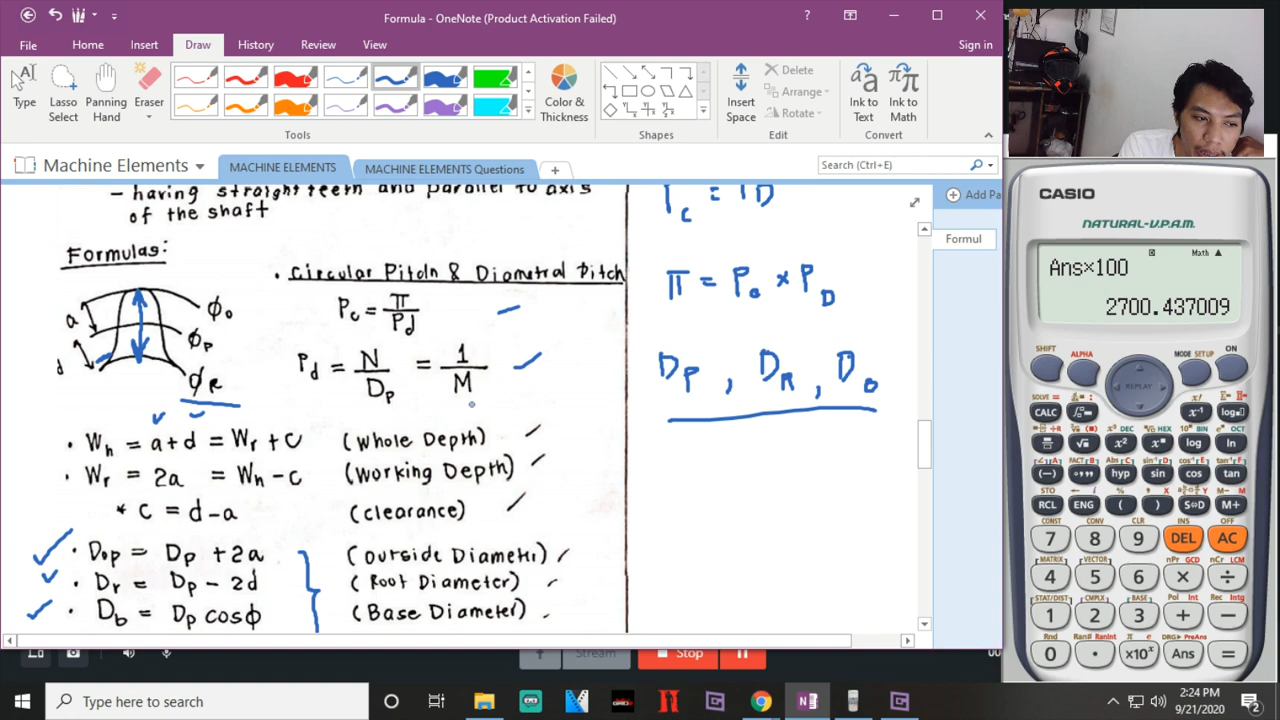 Formula - OneNote (Product Activation Failed)
?
File Home Insert Draw History Review View
Sign in
Type
Lasso Select
Panning Hand
Eraser
Color & Thickness
Insert Space
Delete
Arrange
Rotate
Ink to Text
Ink to Math
Tools
Shapes
Edit
Convert
Machine Elements
MACHINE ELEMENTS
MACHINE ELEMENTS Questions
Search (Ctrl+E)
Add Pa
Formul
- having straight teeth and parallel to axis
of the shaft
Formulas:
• Circular Pitch & Diametral Pitch
Pc = π/Pd
Pd = N/Dp = 1/M
a
d
ϕo
ϕp
ϕR
• Wh = a+d = Wr + c (Whole Depth)
• Wr = 2a = Wh - c (Working Depth)
* c = d-a (clearance)
• Dop = Dp + 2a (Outside Diameter)
• Dr = Dp - 2d (Root Diameter)
• Db = Dp cosϕ (Base Diameter)
π = Pc × PD
DP , DR , Do
CASIO
NATURAL-V.P.A.M.
Math
Ans×100
2700.437009
SHIFT ALPHA MODE SETUP ON
REPLAY
CALC
log
ln
(−) hyp sin cos tan
RCL ENG ( ) S⇔D M+
7 8 9 DEL AC
4 5 6 × ÷
1 2 3 + −
0 • ×10ˣ Ans =
Stream
Stop
Type here to search
2:24 PM
9/21/2020
2